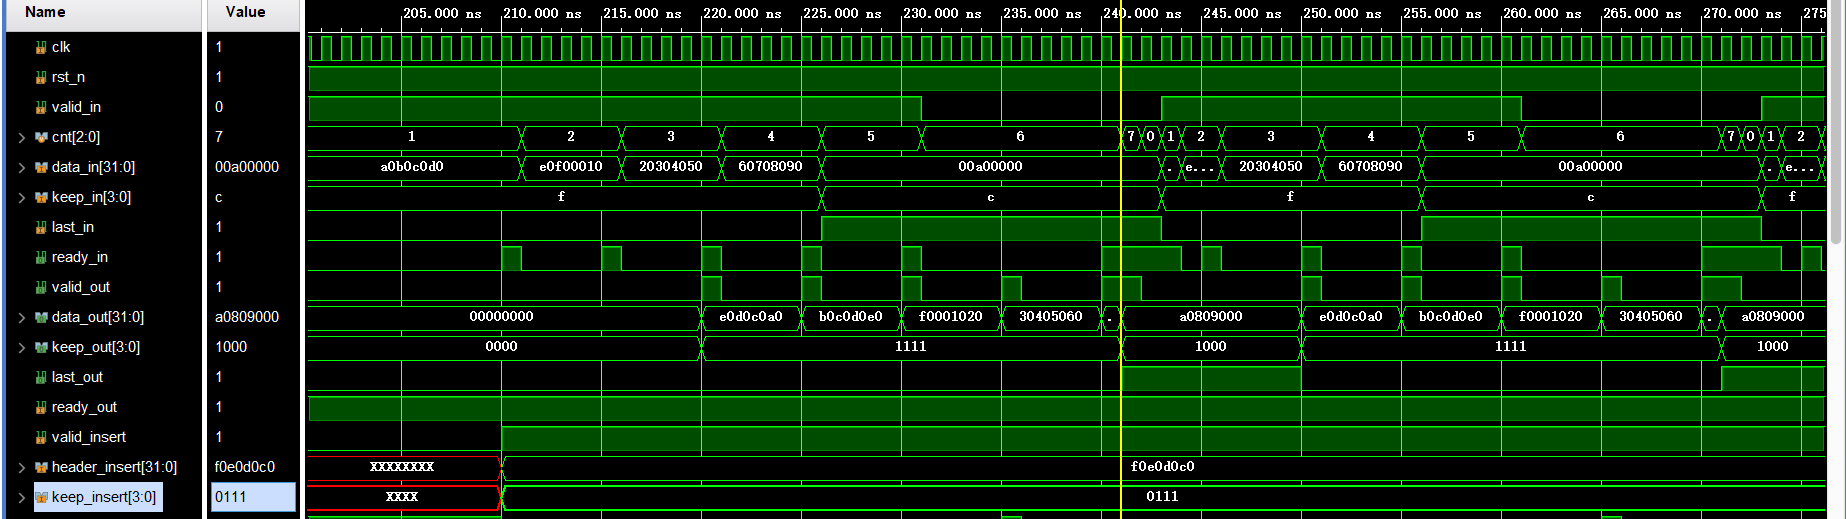 Name Value 205.000 ns 210.000 ns 215.000 ns 220.000 ns 225.000 ns 230.000 ns 235.000 ns 240.000 ns 245.000 ns 250.000 ns 255.000 ns 260.000 ns 265.000 ns 270.000 ns 275
clk 1
rst_n 1
valid_in 0
cnt[2:0] 7 1 2 3 4 5 6 7 0 1 2 3 4 5 6 7 0 1 2
data_in[31:0] 00a00000 a0b0c0d0 e0f00010 20304050 60708090 00a00000 . e... 20304050 60708090 00a00000 . e...
keep_in[3:0] c f c f c f
last_in 1
ready_in 1
valid_out 1
data_out[31:0] a0809000 00000000 e0d0c0a0 b0c0d0e0 f0001020 30405060 . a0809000 e0d0c0a0 b0c0d0e0 f0001020 30405060 . a0809000
keep_out[3:0] 1000 0000 1111 1000 1111 1000
last_out 1
ready_out 1
valid_insert 1
header_insert[31:0] f0e0d0c0 XXXXXXXX f0e0d0c0
keep_insert[3:0] 0111 XXXX 0111